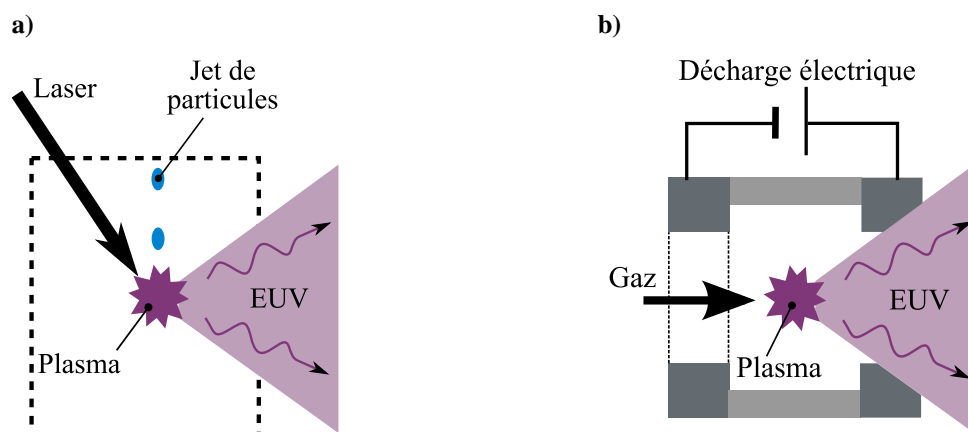 a)
Laser
Jet de
particules
EUV
Plasma
b)
Décharge électrique
Gaz
EUV
Plasma